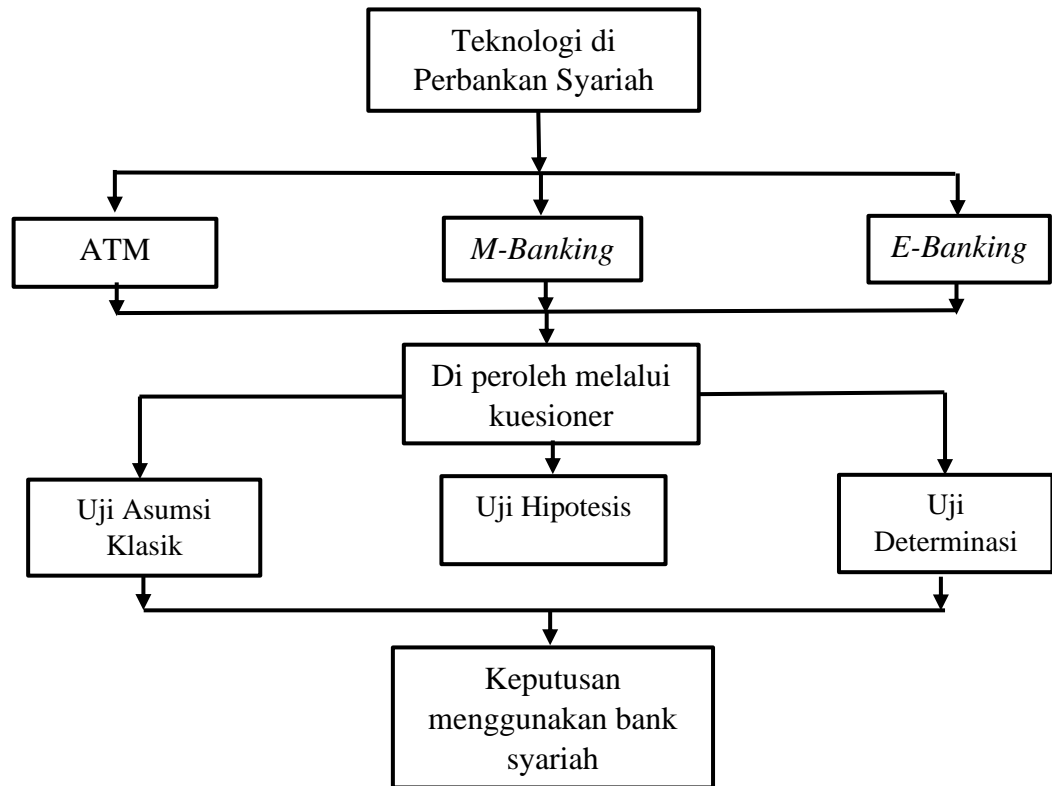 Teknologi di
Perbankan Syariah
ATM
M-Banking
E-Banking
Di peroleh melalui
kuesioner
Uji Asumsi
Klasik
Uji Hipotesis
Uji
Determinasi
Keputusan
menggunakan bank
syariah